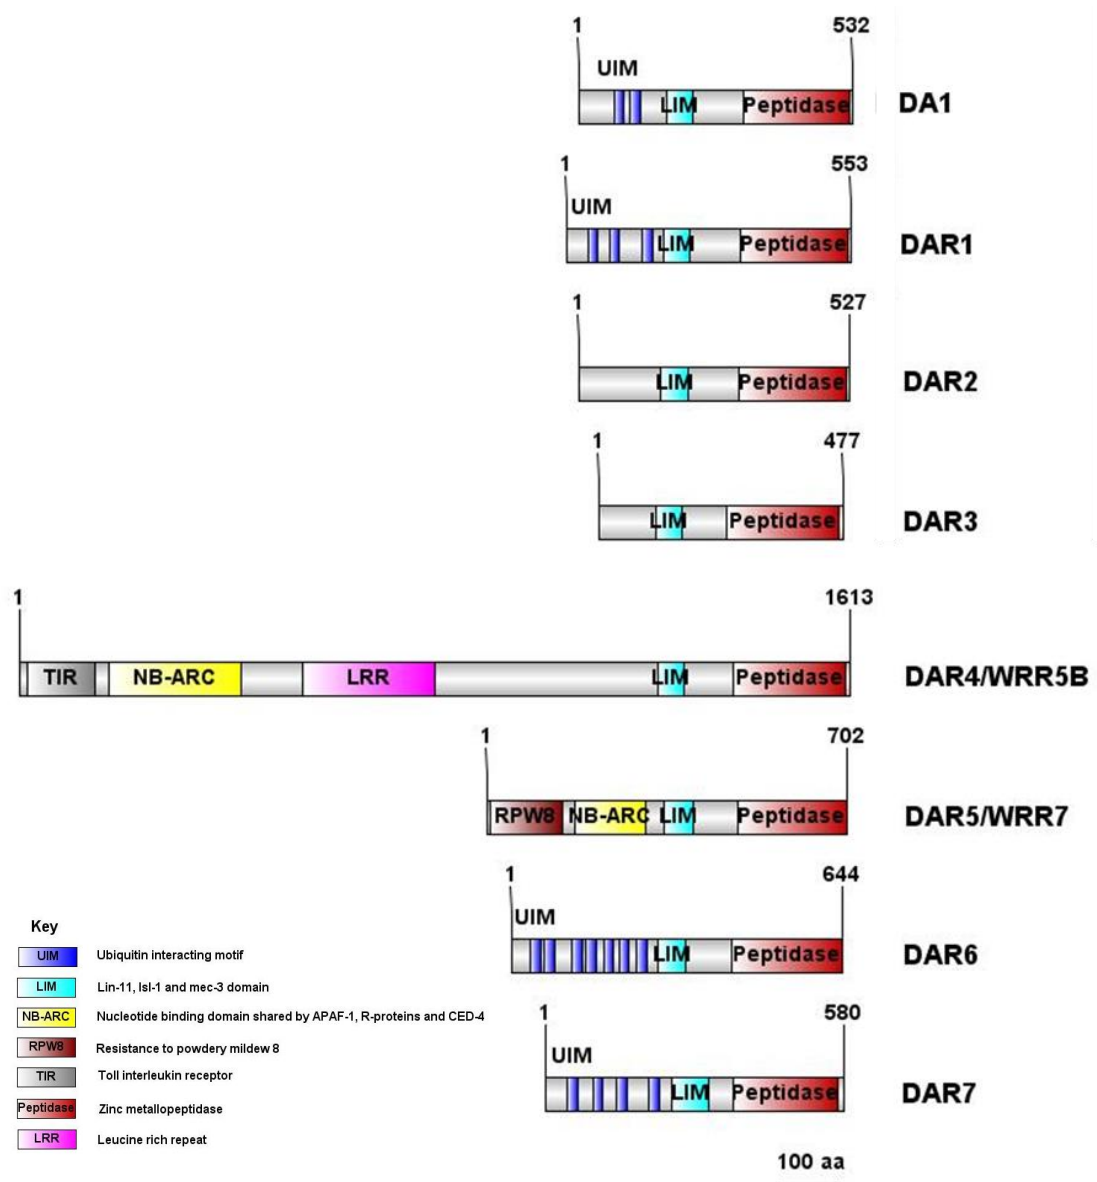 1 532
UIM
LIM Peptidase DA1
1 553
UIM
LIM Peptidase DAR1
1 527
LIM Peptidase DAR2
1 477
LIM Peptidase DAR3
1 1613
TIR NB-ARC LRR LIM Peptidase DAR4/WRR5B
1 702
RPW8 NB-ARC LIM Peptidase DAR5/WRR7
1 644
UIM
LIM Peptidase DAR6
1 580
UIM
LIM Peptidase DAR7
100 aa
Key
UIM Ubiquitin interacting motif
LIM Lin-11, Isl-1 and mec-3 domain
NB-ARC Nucleotide binding domain shared by APAF-1, R-proteins and CED-4
RPW8 Resistance to powdery mildew 8
TIR Toll interleukin receptor
Peptidase Zinc metallopeptidase
LRR Leucine rich repeat